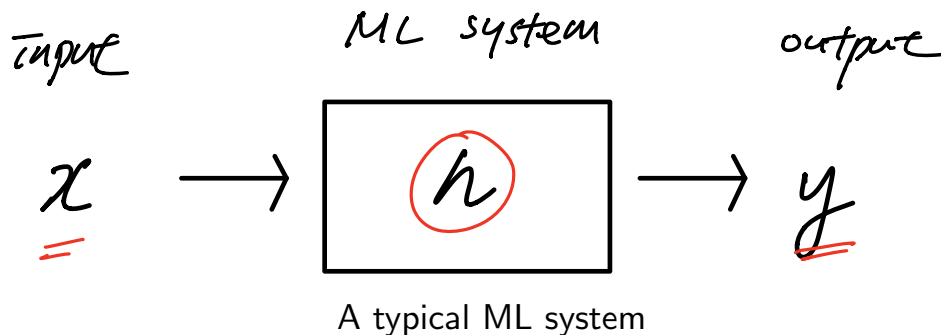 input ML system output
x h y
A typical ML system